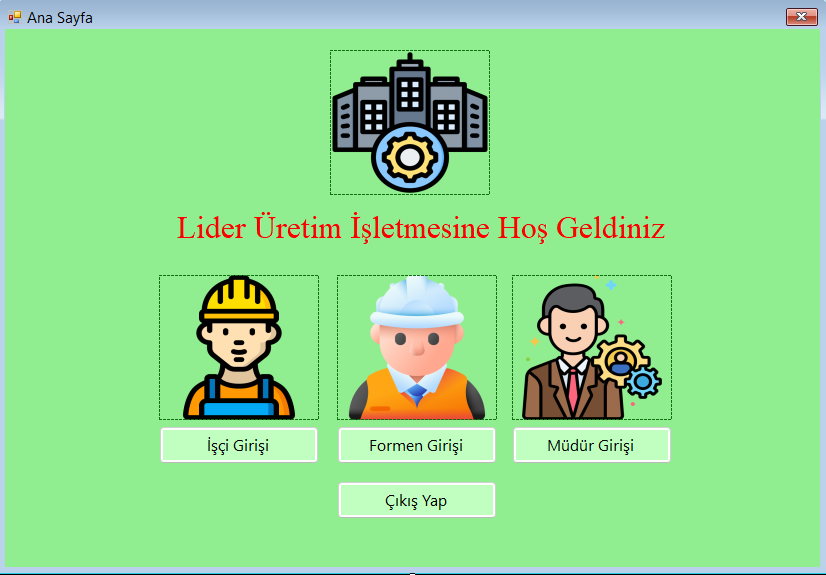 Ana Sayfa
Lider Üretim İşletmesine Hoş Geldiniz
İşçi Girişi
Formen Girişi
Müdür Girişi
Çıkış Yap